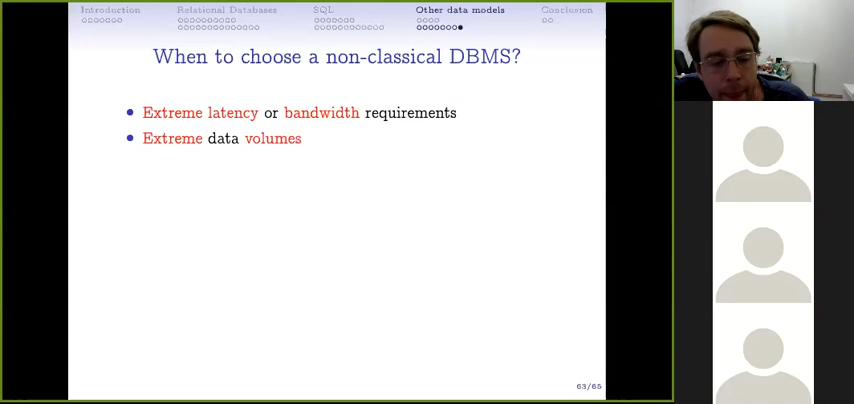 Introduction Relational Databases SQL Other data models Conclusion
When to choose a non-classical DBMS?
Extreme latency or bandwidth requirements
Extreme data volumes
63/65